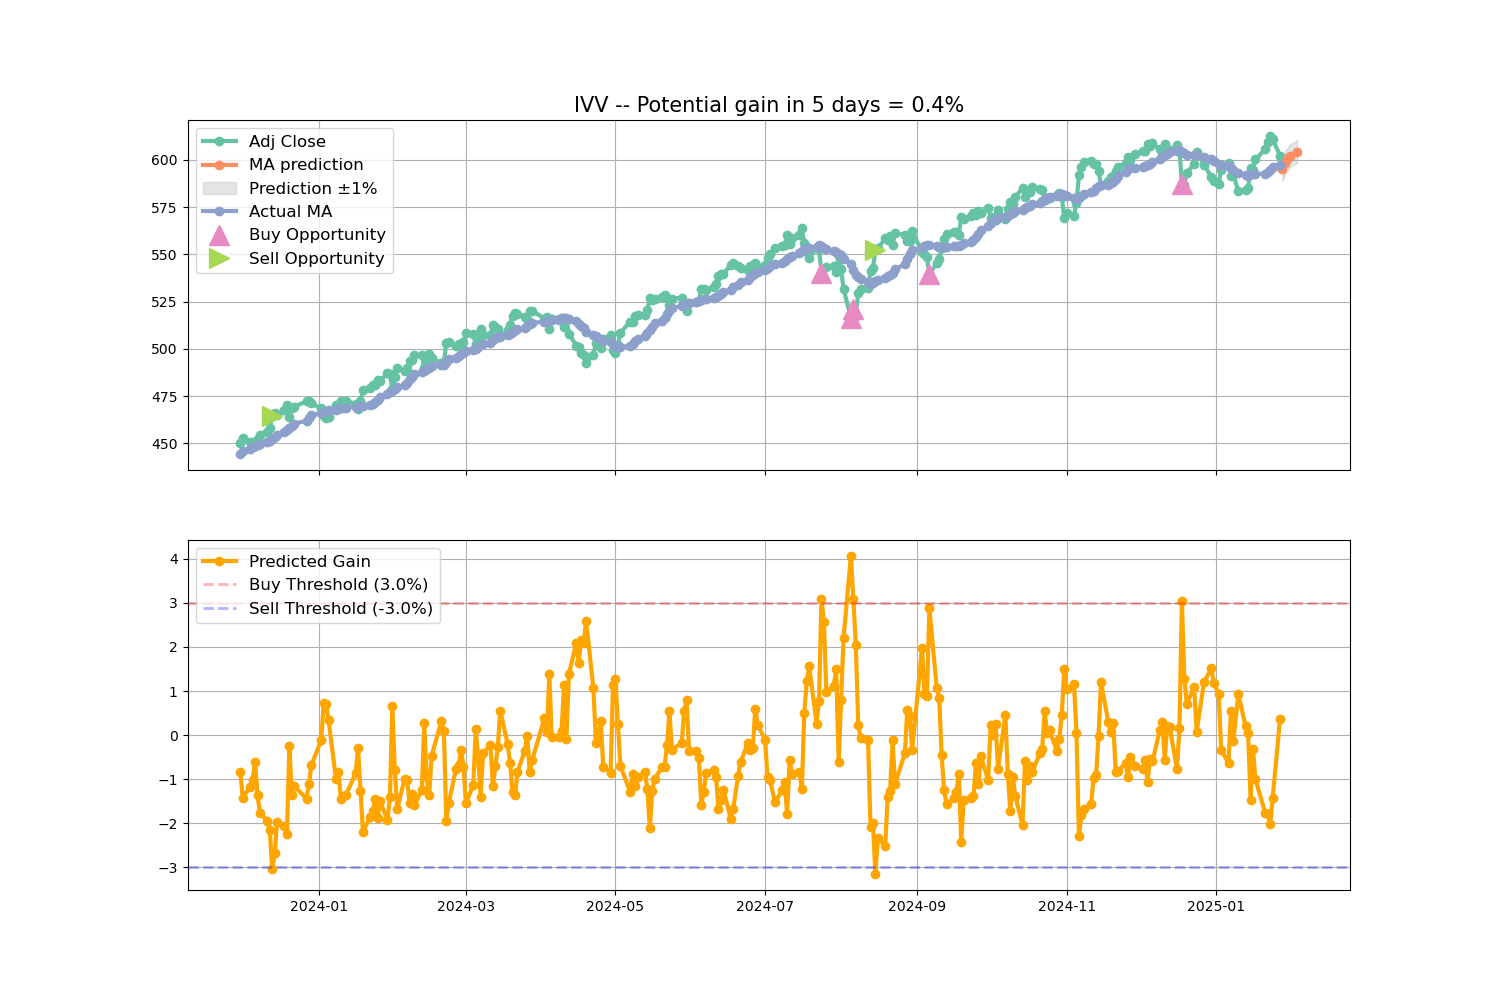 IVV -- Potential gain in 5 days = 0.4%
Adj Close
MA prediction
Prediction ±1%
Actual MA
Buy Opportunity
Sell Opportunity
600
575
550
525
500
475
450
Predicted Gain
Buy Threshold (3.0%)
Sell Threshold (-3.0%)
4
3
2
1
0
−1
−2
−3
2024-01
2024-03
2024-05
2024-07
2024-09
2024-11
2025-01